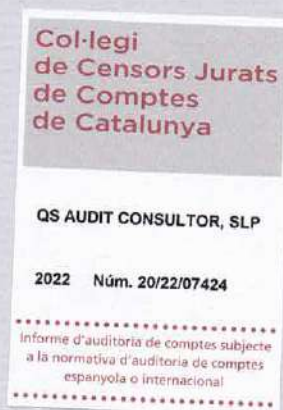 Col·legi
de Censors Jurats
de Comptes
de Catalunya
QS AUDIT CONSULTOR, SLP
2022 Núm. 20/22/07424
Informe d'auditoria de comptes subjecte
a la normativa d'auditoria de comptes
espanyola o internacional